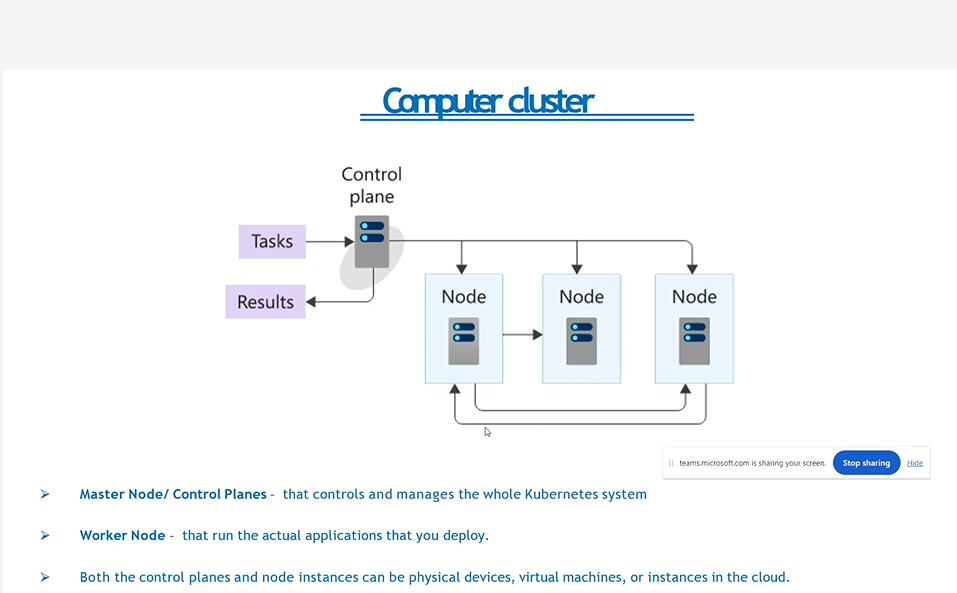 Computer cluster
Control
plane
Tasks
Results
Node
Node
Node
teams.microsoft.com is sharing your screen.
Stop sharing
Hide
Master Node/ Control Planes - that controls and manages the whole Kubernetes system
Worker Node - that run the actual applications that you deploy.
Both the control planes and node instances can be physical devices, virtual machines, or instances in the cloud.